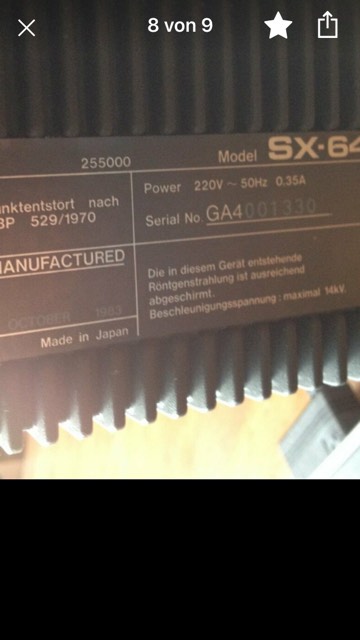 8 von 9
255000
Model SX-64
nktentstort nach
BP 529/1970
Power 220V ~ 50Hz 0.35A
Serial No. GA4001330
MANUFACTURED
OCTOBER 1983
Made in Japan
Die in diesem Gerät entstehende
Röntgenstrahlung ist ausreichend
abgeschirmt.
Beschleunigungsspannung : maximal 14kV.